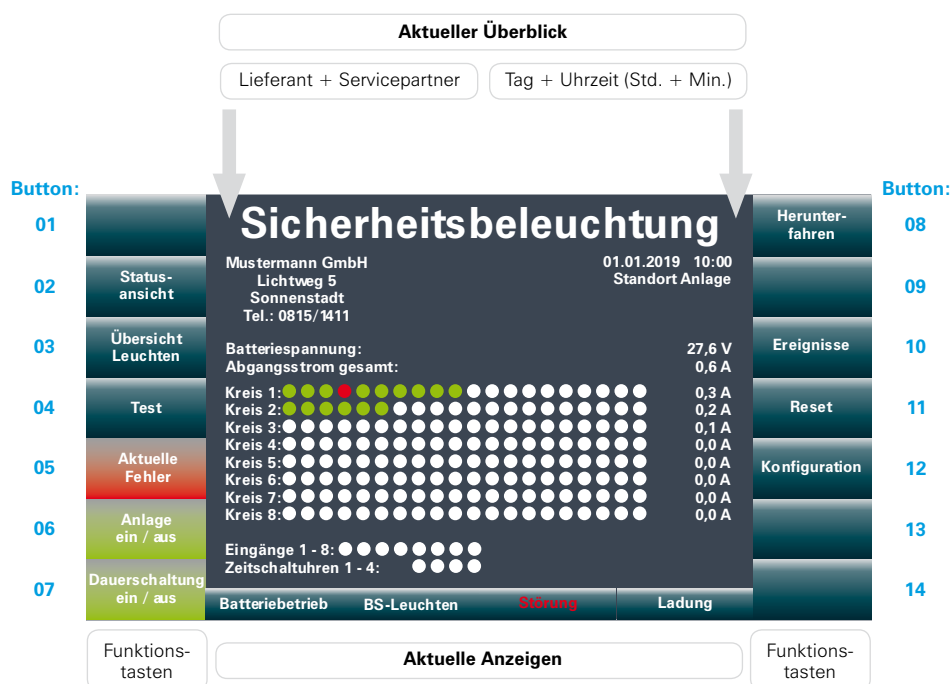 Aktueller Überblick
Lieferant + Servicepartner
Tag + Uhrzeit (Std. + Min.)
Button:
01
02
03
04
05
06
07
Status-
ansicht
Übersicht
Leuchten
Test
Aktuelle
Fehler
Anlage
ein / aus
Dauerschaltung
ein / aus
Sicherheitsbeleuchtung
Mustermann GmbH
Lichtweg 5
Sonnenstadt
Tel.: 0815/1411
01.01.2019 10:00
Standort Anlage
Batteriespannung: 27,6 V
Abgangsstrom gesamt: 0,6 A
Kreis 1: 0,3 A
Kreis 2: 0,2 A
Kreis 3: 0,1 A
Kreis 4: 0,0 A
Kreis 5: 0,0 A
Kreis 6: 0,0 A
Kreis 7: 0,0 A
Kreis 8: 0,0 A
Eingänge 1 - 8:
Zeitschaltuhren 1 - 4:
Batteriebetrieb BS-Leuchten Störung Ladung
Herunter-
fahren
Ereignisse
Reset
Konfiguration
Button:
08
09
10
11
12
13
14
Funktions-
tasten
Aktuelle Anzeigen
Funktions-
tasten